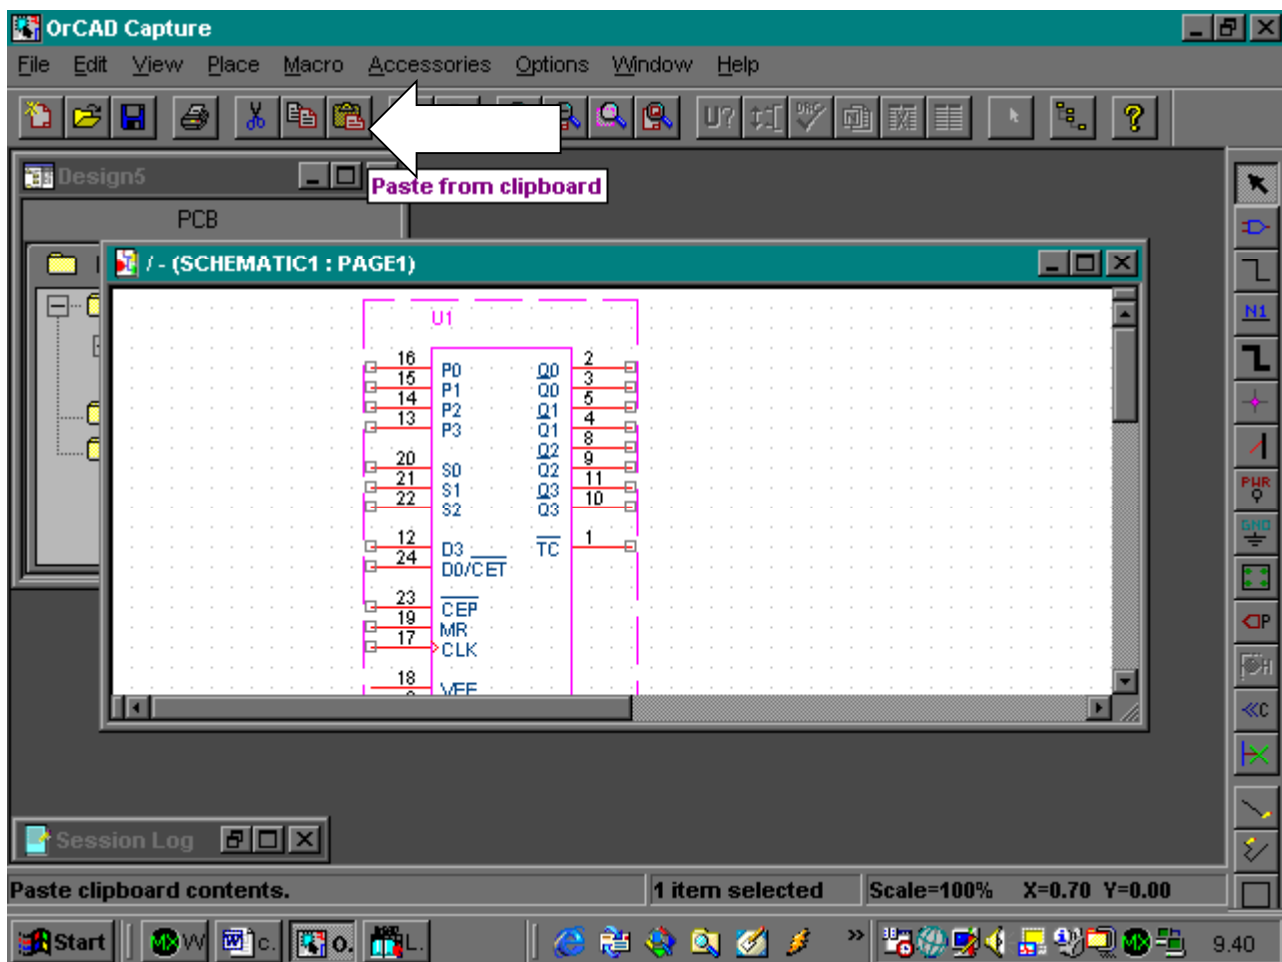 OrCAD Capture
File Edit View Place Macro Accessories Options Window Help
U?
DRC
N
Design5
Paste from clipboard
PCB
/ - (SCHEMATIC1 : PAGE1)
U1
16 P0 Q0 2
15 P1 Q0 3
14 P2 Q1 5
13 P3 Q1 4
Q2 8
20 S0 Q2 9
21 S1 Q3 11
22 S2 Q3 10
12 D3 TC 1
24 D0/CET
23 CEP
19 MR
17 CLK
18 VEE
N1
PWR
GND
P
H
C
Session Log
Paste clipboard contents.
1 item selected
Scale=100% X=0.70 Y=0.00
Start
W
c.
O.
L.
9.40